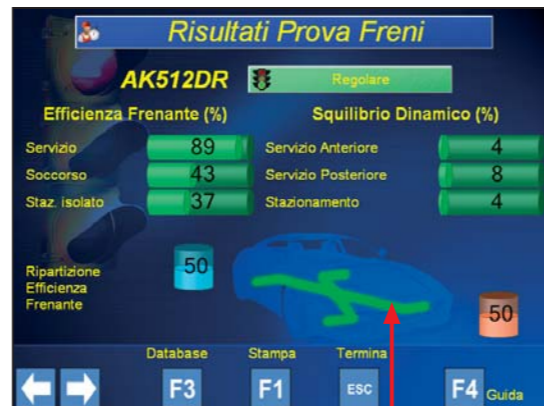 Risultati Prova Freni
AK512DR Regolare
Efficienza Frenante (%) Squilibrio Dinamico (%)
Servizio 89 Servizio Anteriore 4
Soccorso 43 Servizio Posteriore 8
Staz. isolato 37 Stazionamento 4
Ripartizione
Efficienza
Frenante
50
50
Database Stampa Termina
F3 F1 ESC F4 Guida